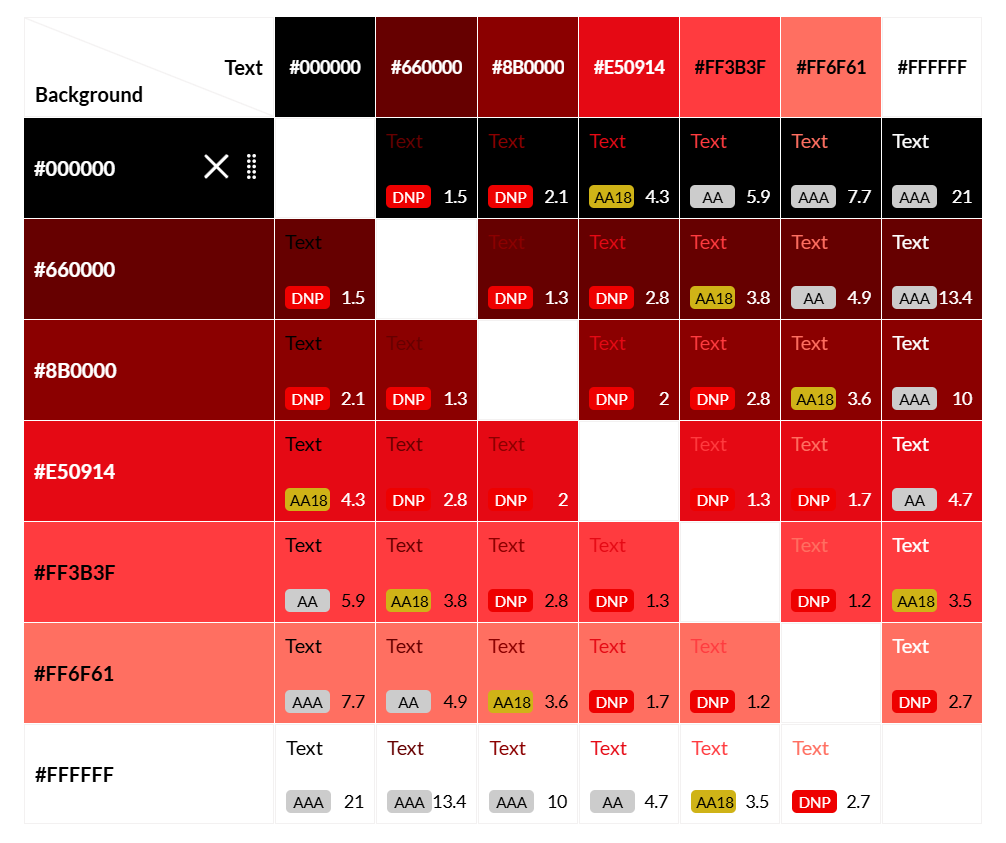 Text #000000 #660000 #8B0000 #E50914 #FF3B3F #FF6F61 #FFFFFF
Background
#000000 Text Text Text Text Text Text
DNP 1.5 DNP 2.1 AA18 4.3 AA 5.9 AAA 7.7 AAA 21
#660000 Text Text Text Text Text Text
DNP 1.5 DNP 1.3 DNP 2.8 AA18 3.8 AA 4.9 AAA 13.4
#8B0000 Text Text Text Text Text Text
DNP 2.1 DNP 1.3 DNP 2 DNP 2.8 AA18 3.6 AAA 10
#E50914 Text Text Text Text Text Text
AA18 4.3 DNP 2.8 DNP 2 DNP 1.3 DNP 1.7 AA 4.7
#FF3B3F Text Text Text Text Text Text
AA 5.9 AA18 3.8 DNP 2.8 DNP 1.3 DNP 1.2 AA18 3.5
#FF6F61 Text Text Text Text Text Text
AAA 7.7 AA 4.9 AA18 3.6 DNP 1.7 DNP 1.2 DNP 2.7
#FFFFFF Text Text Text Text Text Text
AAA 21 AAA 13.4 AAA 10 AA 4.7 AA18 3.5 DNP 2.7